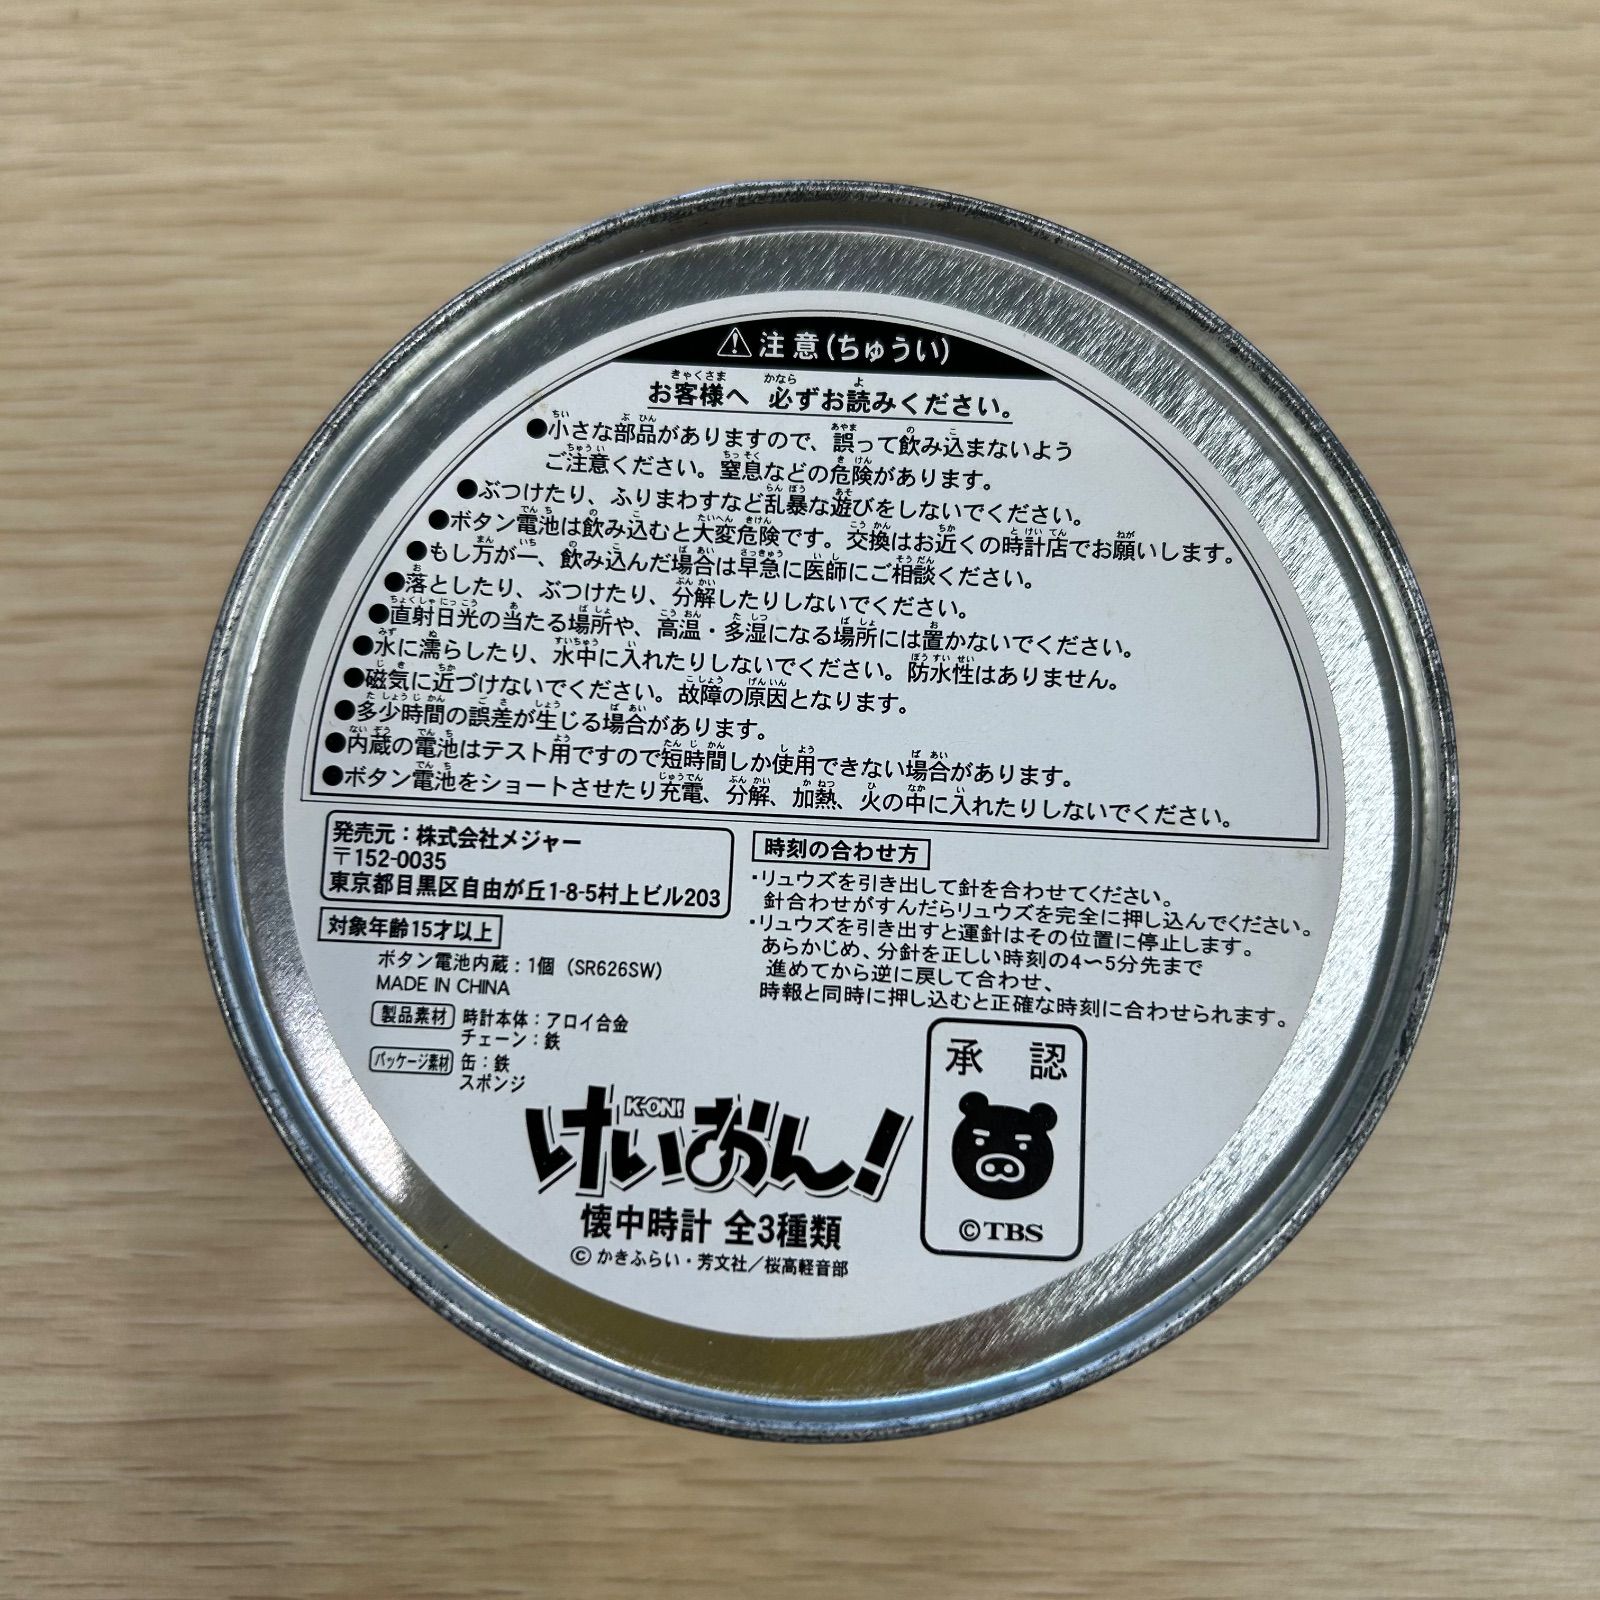 ⚠注意(ちゅうい)
お客様へ 必ずお読みください。
●小さな部品がありますので、誤って飲み込まないよう
ご注意ください。窒息などの危険があります。
●ぶつけたり、ふりまわすなど乱暴な遊びをしないでください。
●ボタン電池は飲み込むと大変危険です。交換はお近くの時計店でお願いします。
●もし万が一、飲み込んだ場合は早急に医師にご相談ください。
●落としたり、ぶつけたり、分解したりしないでください。
●直射日光の当たる場所や、高温・多湿になる場所には置かないでください。
●水に濡らしたり、水中に入れたりしないでください。防水性はありません。
●磁気に近づけないでください。故障の原因となります。
●多少時間の誤差が生じる場合があります。
●内蔵の電池はテスト用ですので短時間しか使用できない場合があります。
●ボタン電池をショートさせたり充電、分解、加熱、火の中に入れたりしないでください。
発売元：株式会社メジャー
〒152-0035
東京都目黒区自由が丘1-8-5村上ビル203
対象年齢15才以上
ボタン電池内蔵：1個（SR626SW）
MADE IN CHINA
製品素材 時計本体：アロイ合金
チェーン：鉄
パッケージ素材 缶：鉄
スポンジ
時刻の合わせ方
・リュウズを引き出して針を合わせてください。
針合わせがすんだらリュウズを完全に押し込んでください。
・リュウズを引き出すと運針はその位置に停止します。
あらかじめ、分針を正しい時刻の4〜5分先まで
進めてから逆に戻して合わせ、
時報と同時に押し込むと正確な時刻に合わせられます。
K-ON!
けいおん!
懐中時計 全3種類
©かきふらい・芳文社／桜高軽音部
承認
©TBS